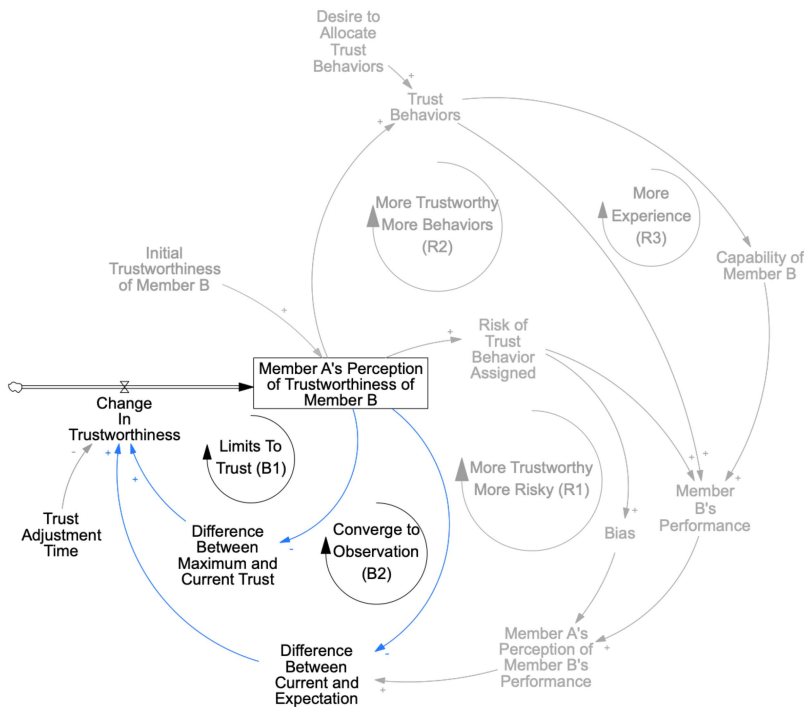 Desire to
Allocate
Trust
Behaviors
+
Trust
Behaviors
+
More Trustworthy
More Behaviors
(R2)
More
Experience
(R3)
Initial
Trustworthiness
of Member B
+
Capability of
Member B
Risk of
Trust
Behavior
Assigned
+
Member A's Perception
of Trustworthiness of
Member B
Change
In
Trustworthiness
-
+
+
Limits To
Trust (B1)
More Trustworthy
More Risky (R1)
+
+
+
Member
B's
Performance
Trust
Adjustment
Time
Difference
Between
Maximum and
Current Trust
-
Converge to
Observation
(B2)
+
Bias
Difference
Between
Current and
Expectation
-
+
Member A's
Perception of
Member B's
Performance
+
+